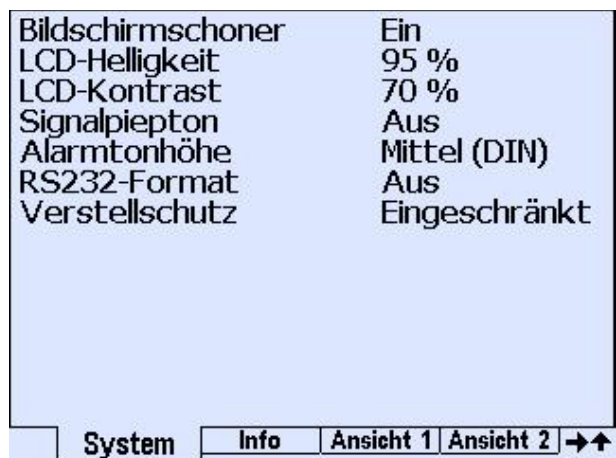 Bildschirmschoner Ein
LCD-Helligkeit 95 %
LCD-Kontrast 70 %
Signalpiepton Aus
Alarmtonhöhe Mittel (DIN)
RS232-Format Aus
Verstellschutz Eingeschränkt
System Info Ansicht 1 Ansicht 2